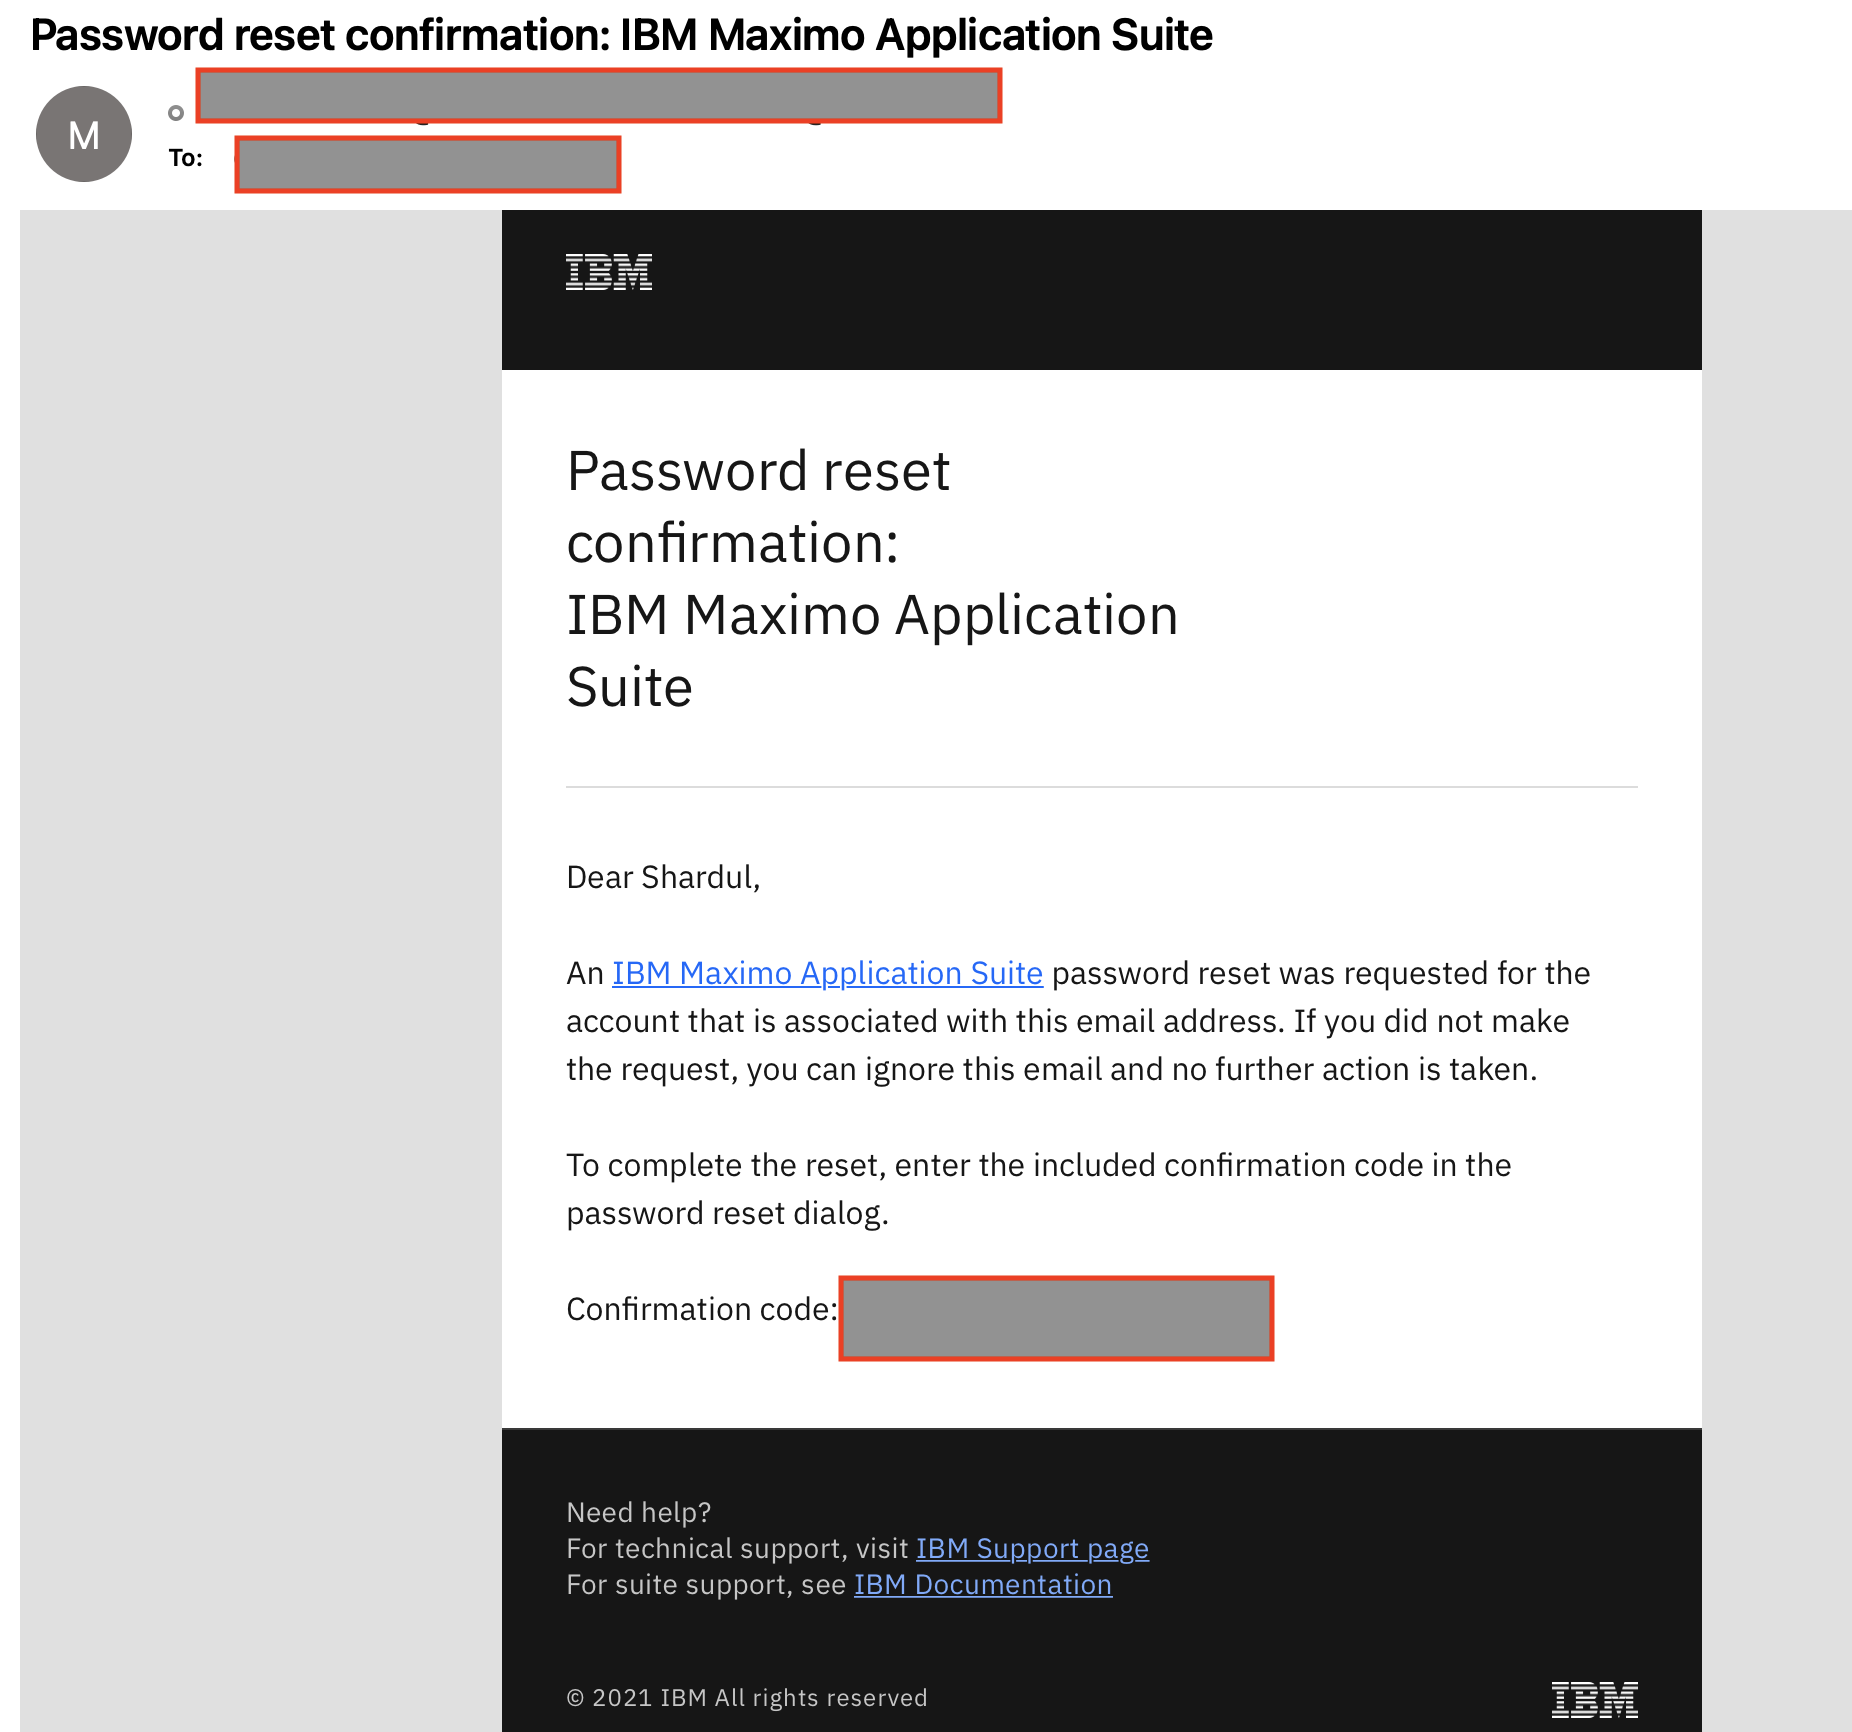 Password reset confirmation: IBM Maximo Application Suite
M
To:
IBM
Password reset
confirmation:
IBM Maximo Application
Suite
Dear Shardul,
An IBM Maximo Application Suite password reset was requested for the
account that is associated with this email address. If you did not make
the request, you can ignore this email and no further action is taken.
To complete the reset, enter the included confirmation code in the
password reset dialog.
Confirmation code:
Need help?
For technical support, visit IBM Support page
For suite support, see IBM Documentation
© 2021 IBM All rights reserved
IBM